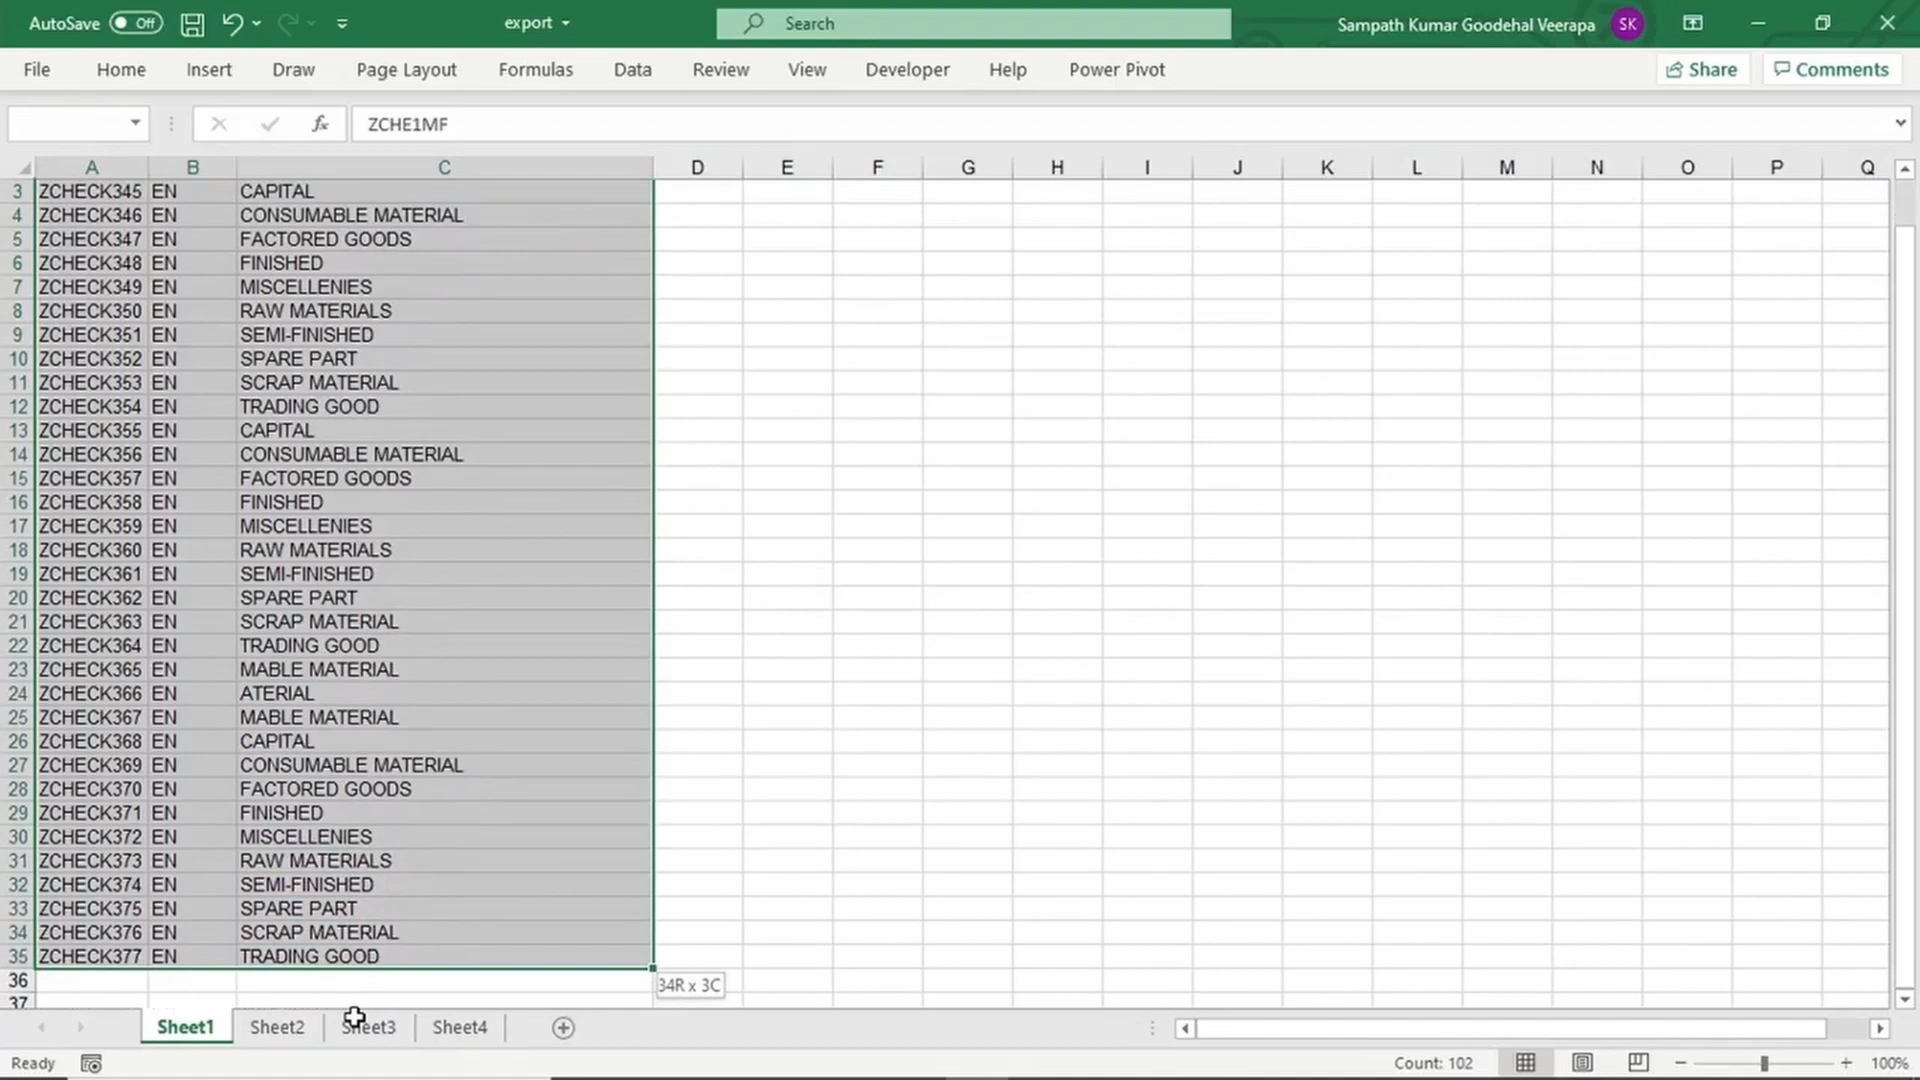 AutoSave Off export Search Sampath Kumar Goodehal Veerapa SK
File Home Insert Draw Page Layout Formulas Data Review View Developer Help Power Pivot Share Comments
fx ZCHE1MF
A B C D E F G H I J K L M N O P Q
3 ZCHECK345 EN CAPITAL
4 ZCHECK346 EN CONSUMABLE MATERIAL
5 ZCHECK347 EN FACTORED GOODS
6 ZCHECK348 EN FINISHED
7 ZCHECK349 EN MISCELLENIES
8 ZCHECK350 EN RAW MATERIALS
9 ZCHECK351 EN SEMI-FINISHED
10 ZCHECK352 EN SPARE PART
11 ZCHECK353 EN SCRAP MATERIAL
12 ZCHECK354 EN TRADING GOOD
13 ZCHECK355 EN CAPITAL
14 ZCHECK356 EN CONSUMABLE MATERIAL
15 ZCHECK357 EN FACTORED GOODS
16 ZCHECK358 EN FINISHED
17 ZCHECK359 EN MISCELLENIES
18 ZCHECK360 EN RAW MATERIALS
19 ZCHECK361 EN SEMI-FINISHED
20 ZCHECK362 EN SPARE PART
21 ZCHECK363 EN SCRAP MATERIAL
22 ZCHECK364 EN TRADING GOOD
23 ZCHECK365 EN MABLE MATERIAL
24 ZCHECK366 EN ATERIAL
25 ZCHECK367 EN MABLE MATERIAL
26 ZCHECK368 EN CAPITAL
27 ZCHECK369 EN CONSUMABLE MATERIAL
28 ZCHECK370 EN FACTORED GOODS
29 ZCHECK371 EN FINISHED
30 ZCHECK372 EN MISCELLENIES
31 ZCHECK373 EN RAW MATERIALS
32 ZCHECK374 EN SEMI-FINISHED
33 ZCHECK375 EN SPARE PART
34 ZCHECK376 EN SCRAP MATERIAL
35 ZCHECK377 EN TRADING GOOD
36 34R x 3C
37
Sheet1 Sheet2 Sheet3 Sheet4
Ready Count: 102 100%